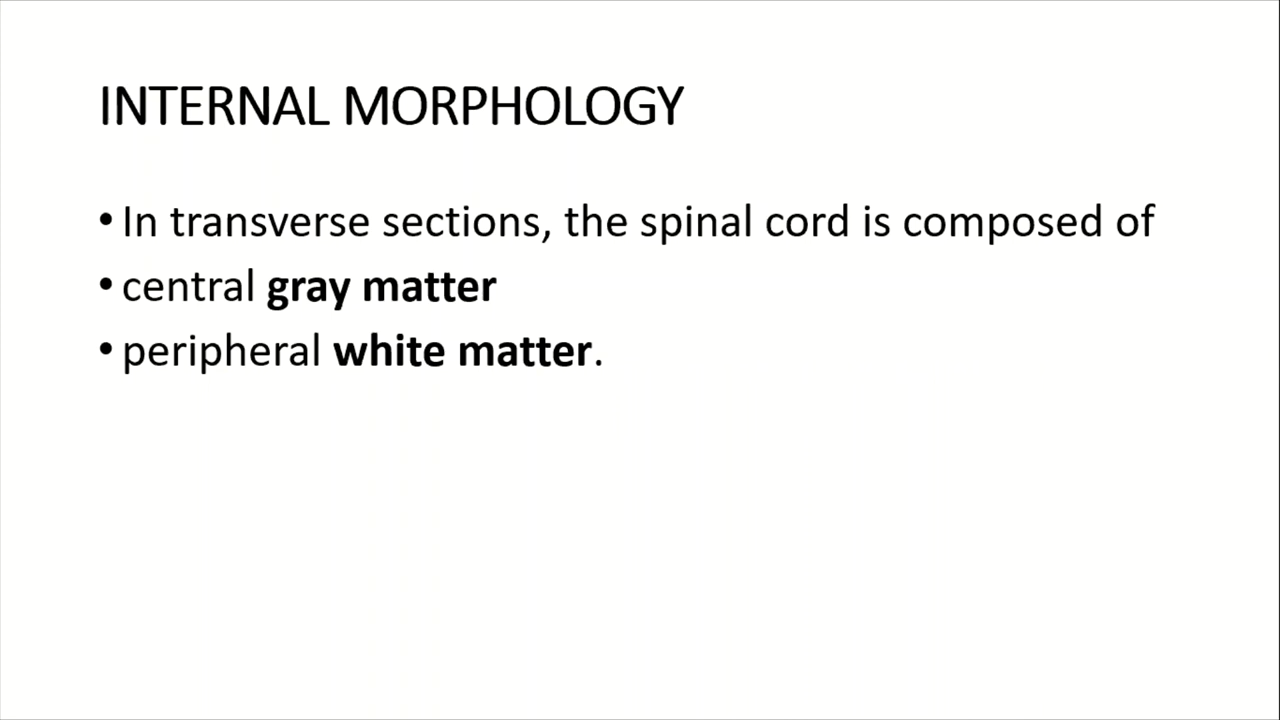 INTERNAL MORPHOLOGY
• In transverse sections, the spinal cord is composed of
• central gray matter
• peripheral white matter.